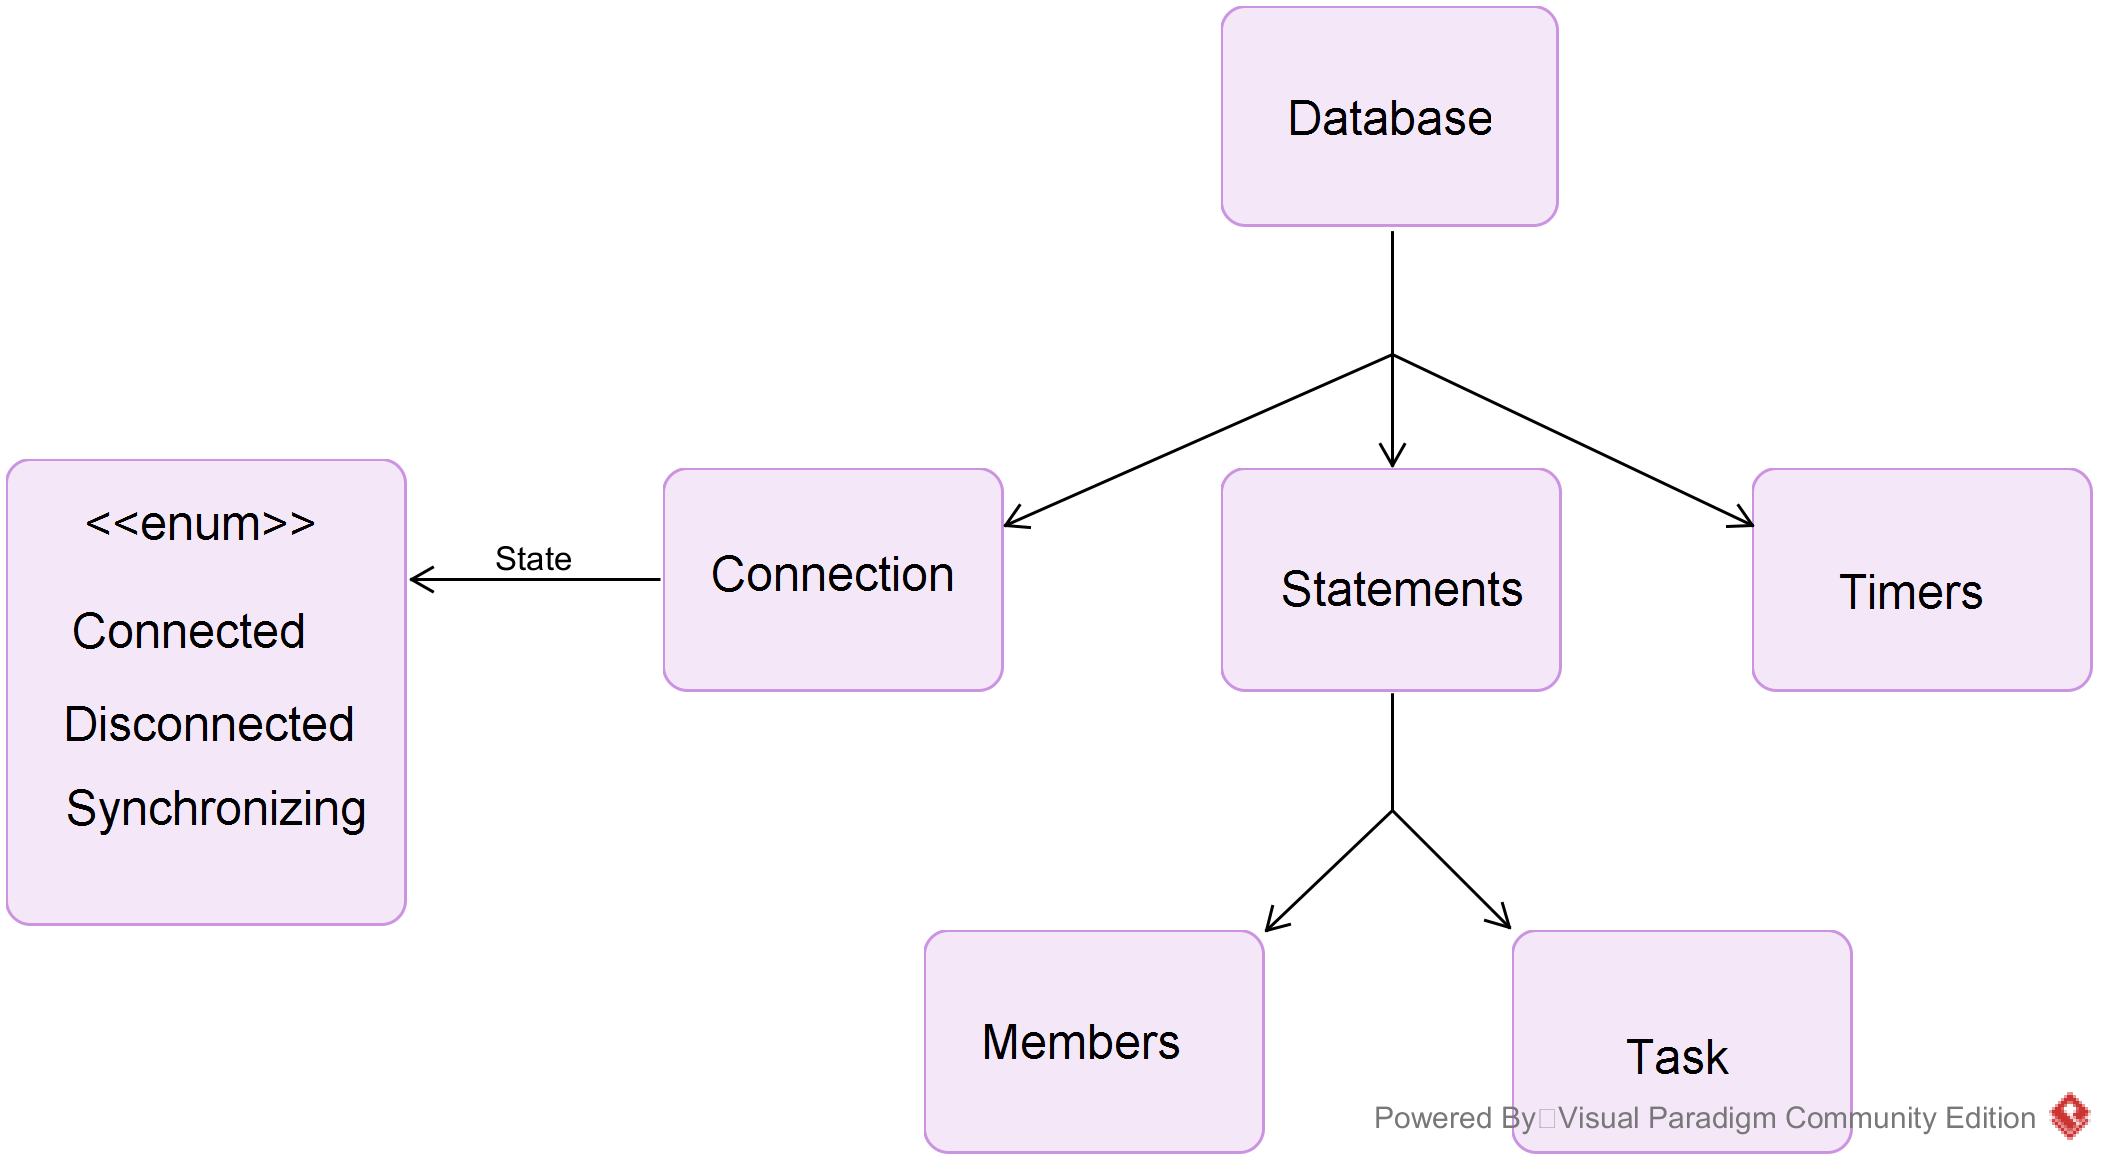 Database
<<enum>>
Connected
Disconnected
Synchronizing
State
Connection
Statements
Timers
Members
Task
Powered By Visual Paradigm Community Edition